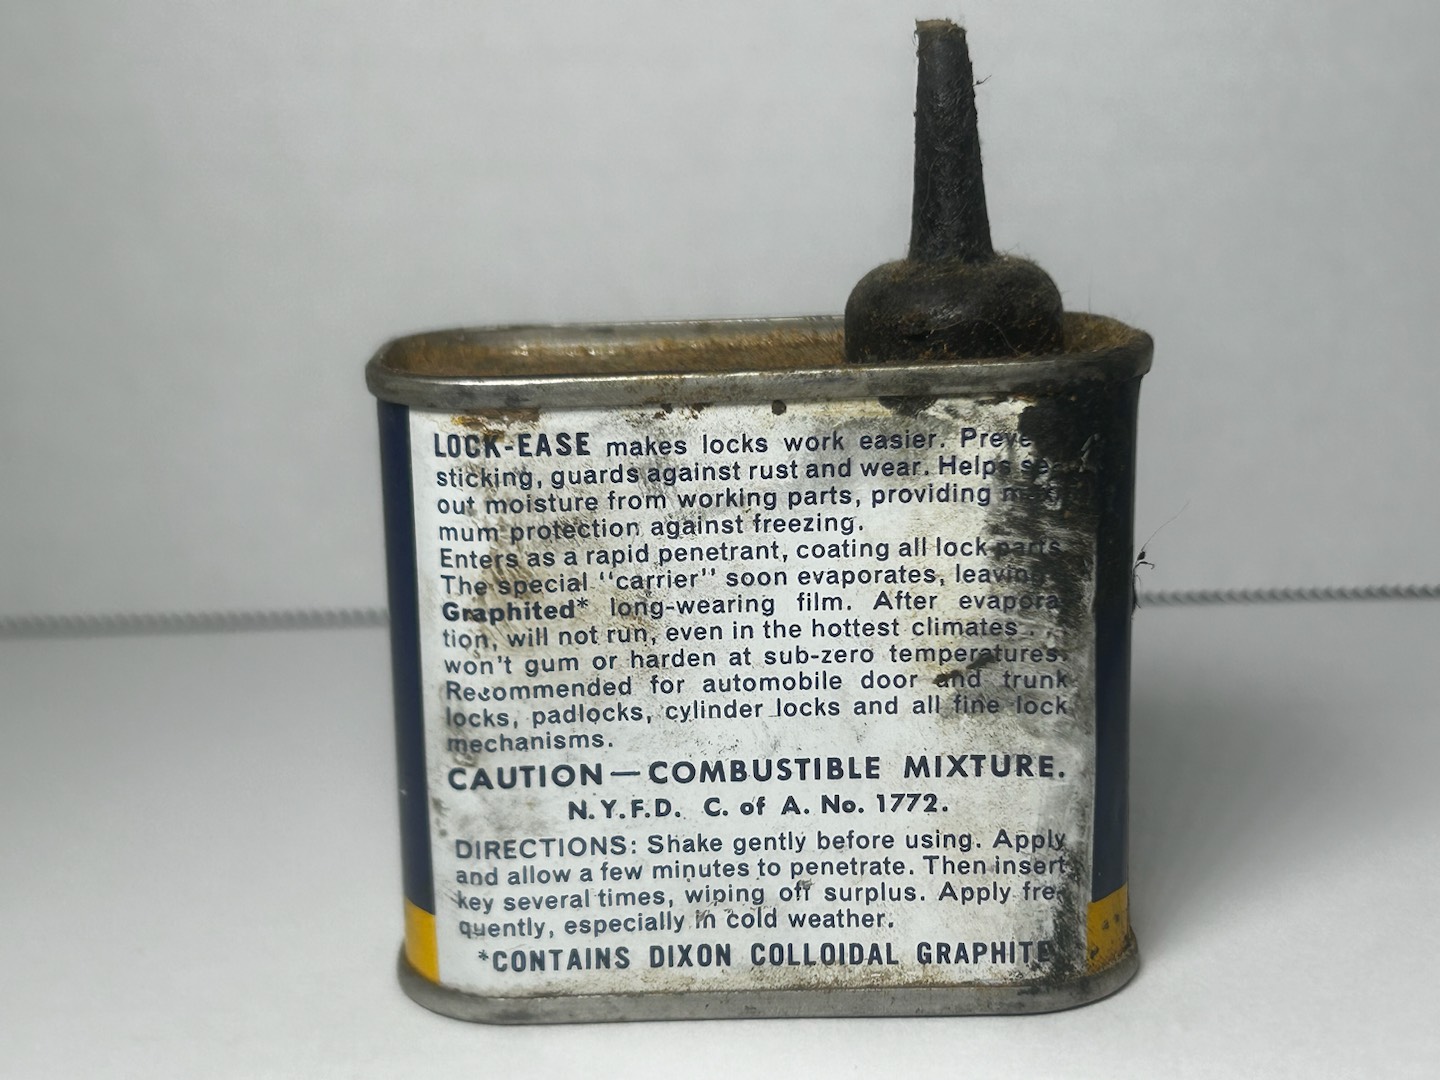 LOCK-EASE makes locks work easier. Preve
sticking, guards against rust and wear. Helps se
out moisture from working parts, providing
mum protection against freezing.
Enters as a rapid penetrant, coating all lock parts.
The special "carrier" soon evaporates, leaving
Graphited* long-wearing film. After evapora
tion, will not run, even in the hottest climates . . .
won't gum or harden at sub-zero temperatures.
Recommended for automobile door and trunk
locks, padlocks, cylinder locks and all fine lock
mechanisms.
CAUTION—COMBUSTIBLE MIXTURE.
N.Y.F.D. C. of A. No. 1772.
DIRECTIONS: Shake gently before using. Apply
and allow a few minutes to penetrate. Then insert
key several times, wiping off surplus. Apply fre-
quently, especially in cold weather.
*CONTAINS DIXON COLLOIDAL GRAPHITE